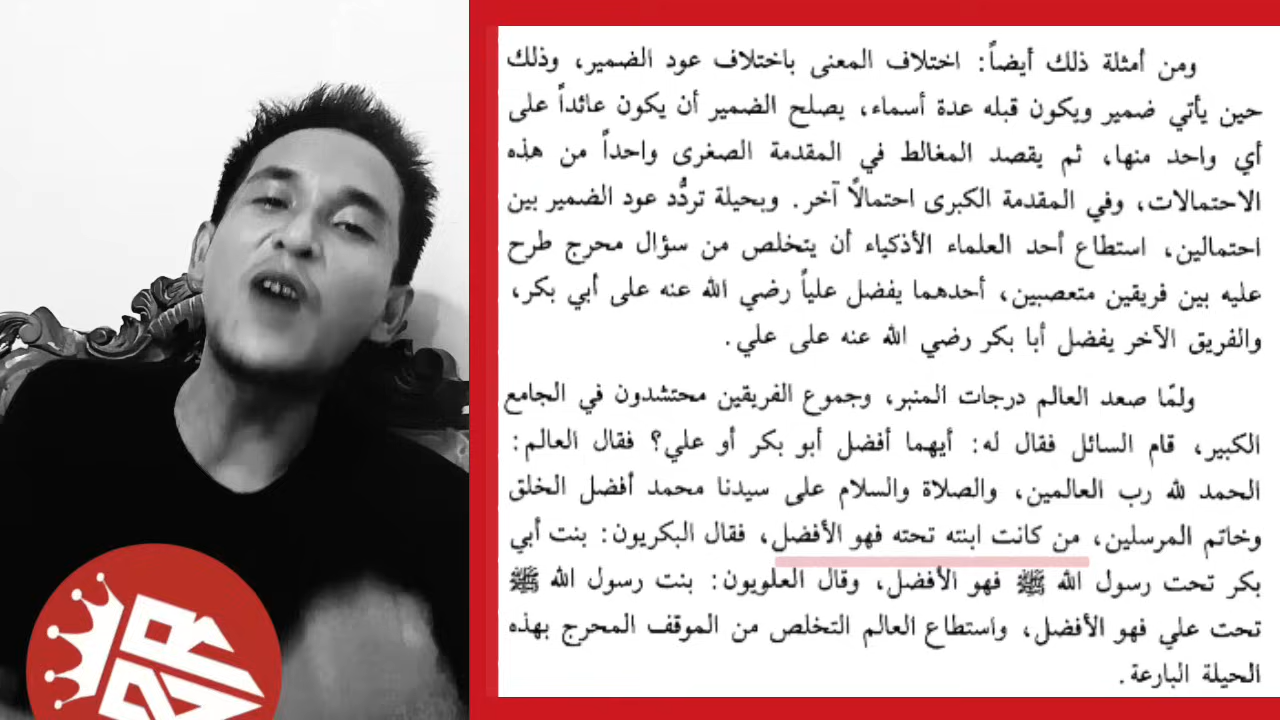 ومن أمثلة ذلك أيضاً: اختلاف المعنى باختلاف عود الضمير، وذلك
حين يأتي ضمير ويكون قبله عدة أسماء، يصلح الضمير أن يكون عائداً على
أي واحد منها، ثم يقصد المغالط في المقدمة الصغرى واحداً من هذه
الاحتمالات، وفي المقدمة الكبرى احتمالًا آخر. وبحيلة تردُّد عود الضمير بين
احتمالين، استطاع أحد العلماء الأذكياء أن يتخلص من سؤال محرج طرح
عليه بين فريقين متعصبين، أحدهما يفضل علياً رضي الله عنه على أبي بكر،
والفريق الآخر يفضل أبا بكر رضي الله عنه على علي.
ولمّا صعد العالم درجات المنبر، وجموع الفريقين محتشدون في الجامع
الكبير، قام السائل فقال له: أيهما أفضل أبو بكر أو علي؟ فقال العالم:
الحمد لله رب العالمين، والصلاة والسلام على سيدنا محمد أفضل الخلق
وخاتم المرسلين، من كانت ابنته تحته فهو الأفضل، فقال البكريون: بنت أبي
بكر تحت رسول الله ﷺ فهو الأفضل، وقال العلويون: بنت رسول الله ﷺ
تحت علي فهو الأفضل، واستطاع العالم التخلص من الموقف المحرج بهذه
الحيلة البارعة.